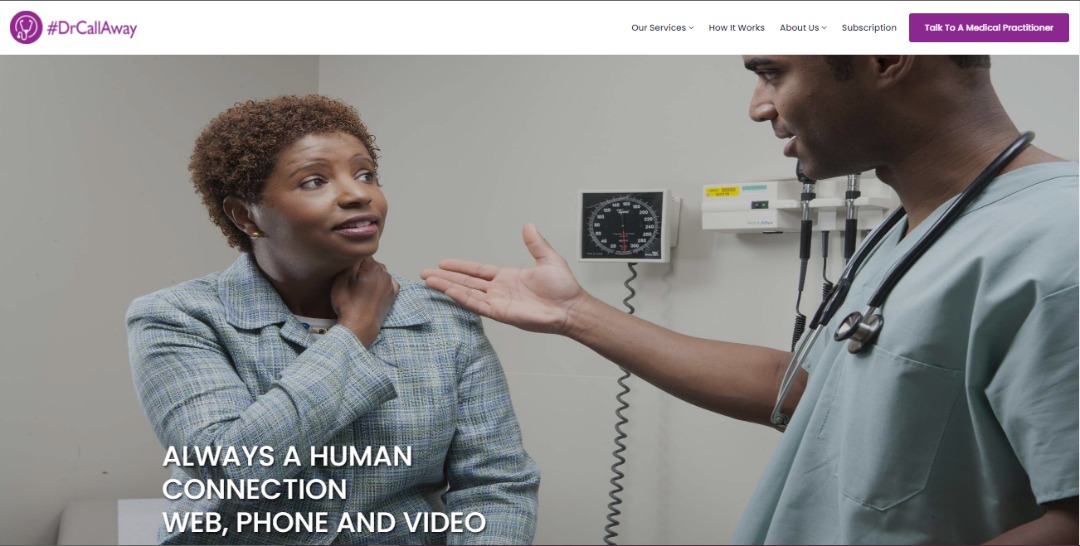 #DrCallAway
Our Services
How It Works
About Us
Subscription
Talk To A Medical Practitioner
ALWAYS A HUMAN
CONNECTION
WEB, PHONE AND VIDEO